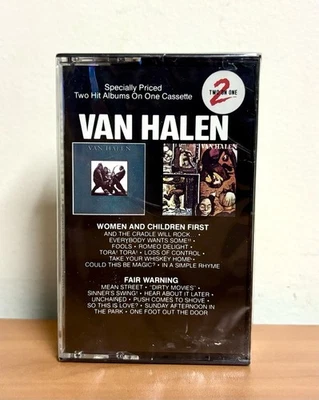 Specially Priced
Two Hit Albums On One Cassette
2
TWO ON ONE
VAN HALEN
VAN HALEN
VAN HALEN
WOMEN AND CHILDREN FIRST
AND THE CRADLE WILL ROCK...
EVERYBODY WANTS SOME!!
FOOLS • ROMEO DELIGHT •
TORA! TORA! • LOSS OF CONTROL •
TAKE YOUR WHISKEY HOME •
COULD THIS BE MAGIC? • IN A SIMPLE RHYME
FAIR WARNING
MEAN STREET • "DIRTY MOVIES" •
SINNER'S SWING! • HEAR ABOUT IT LATER •
UNCHAINED • PUSH COMES TO SHOVE •
SO THIS IS LOVE? • SUNDAY AFTERNOON IN
THE PARK • ONE FOOT OUT THE DOOR